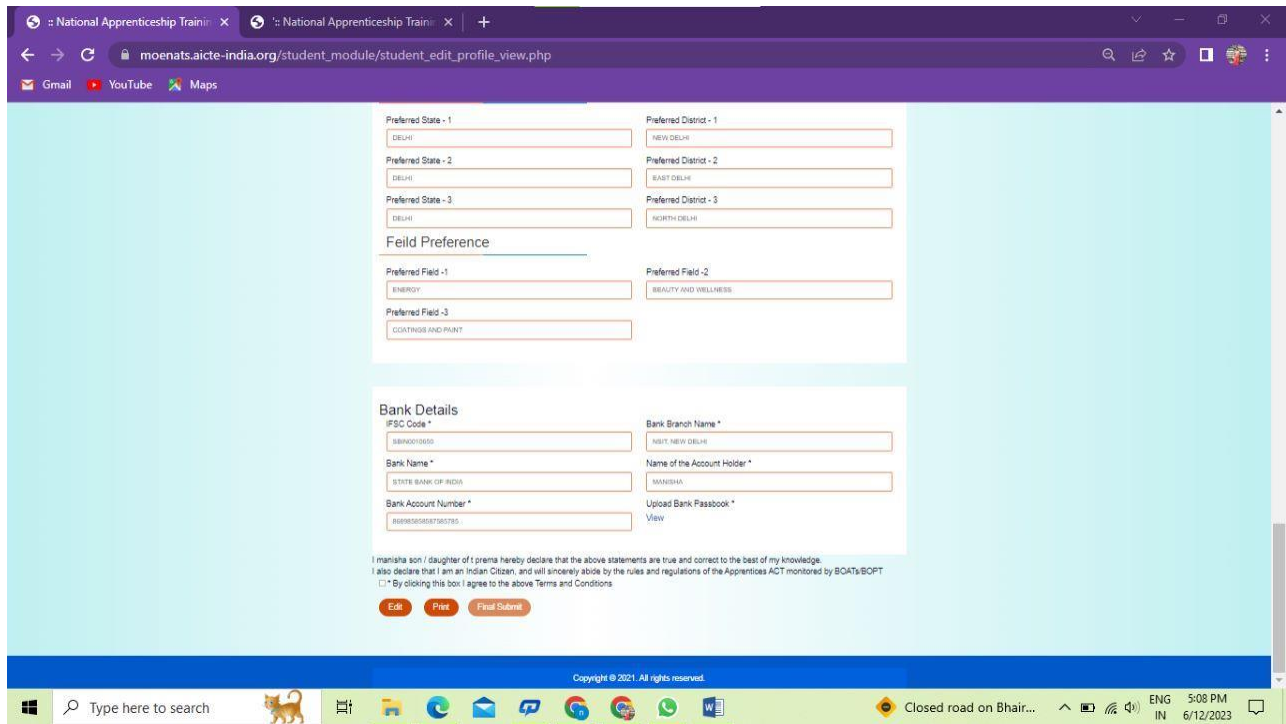 :: National Apprenticeship Trainin
':: National Apprenticeship Trainin
moenats.aicte-india.org/student_module/student_edit_profile_view.php
Gmail YouTube Maps
Preferred State - 1 Preferred District - 1
DELHI NEW DELHI
Preferred State - 2 Preferred District - 2
DELHI EAST DELHI
Preferred State - 3 Preferred District - 3
DELHI NORTH DELHI
Feild Preference
Preferred Field -1 Preferred Field -2
ENERGY BEAUTY AND WELLNESS
Preferred Field -3
COATINGS AND PAINT
Bank Details
IFSC Code * Bank Branch Name *
NSIT, NEW DELHI
Bank Name * Name of the Account Holder *
STATE BANK OF INDIA MANISHA
Bank Account Number * Upload Bank Passbook *
View
I manisha son / daughter of t prema hereby declare that the above statements are true and correct to the best of my knowledge.
I also declare that I am an Indian Citizen, and will sincerely abide by the rules and regulations of the Apprentices ACT monitored by BOATs/BOPT
* By clicking this box I agree to the above Terms and Conditions
Edit Print Final Submit
Copyright @ 2021. All rights reserved.
Type here to search Closed road on Bhair... ENG 5:08 PM
IN 6/12/2023